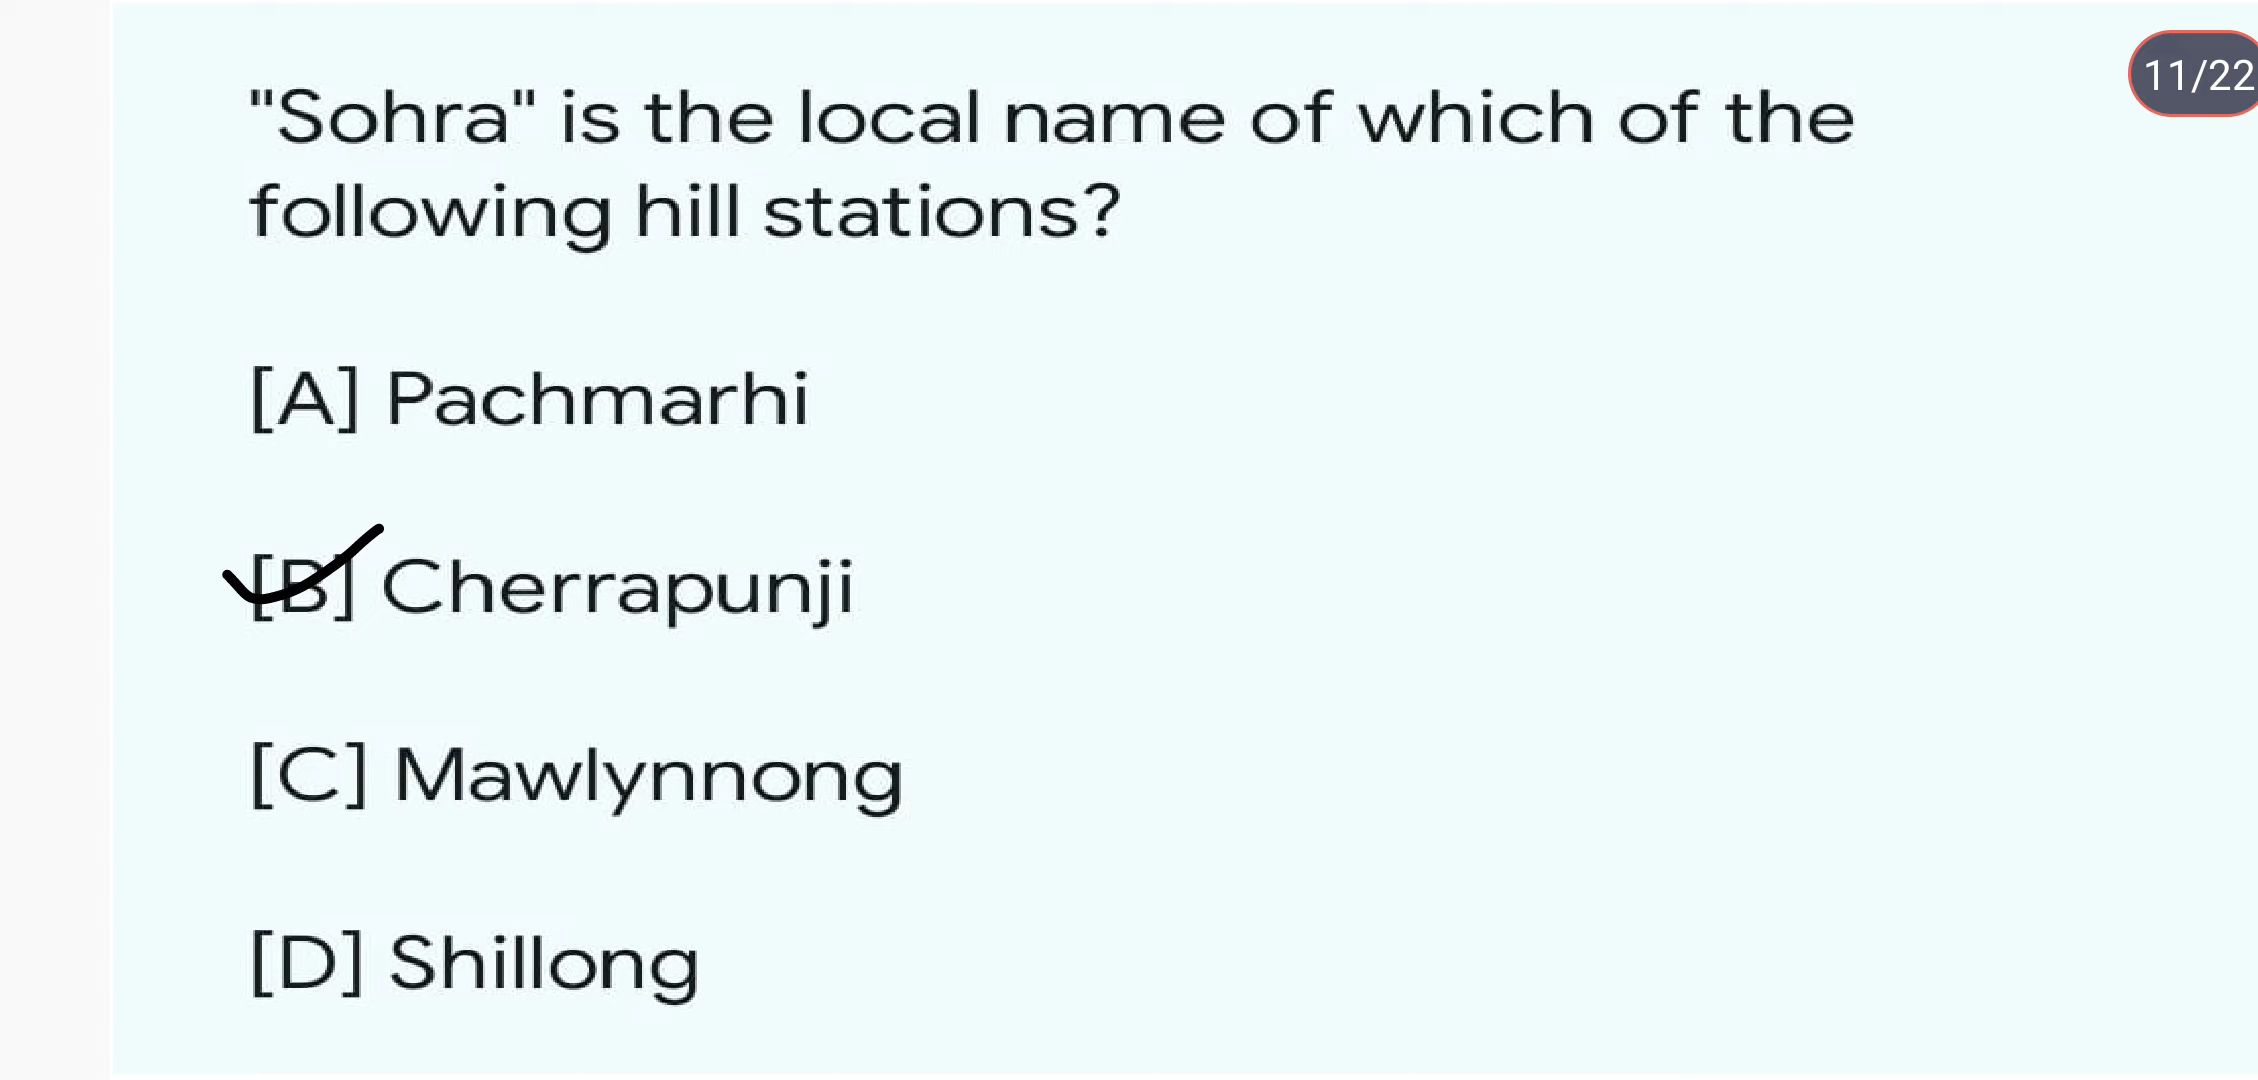 11/22
"Sohra" is the local name of which of the
following hill stations?
[A] Pachmarhi
[B] Cherrapunji
[C] Mawlynnong
[D] Shillong